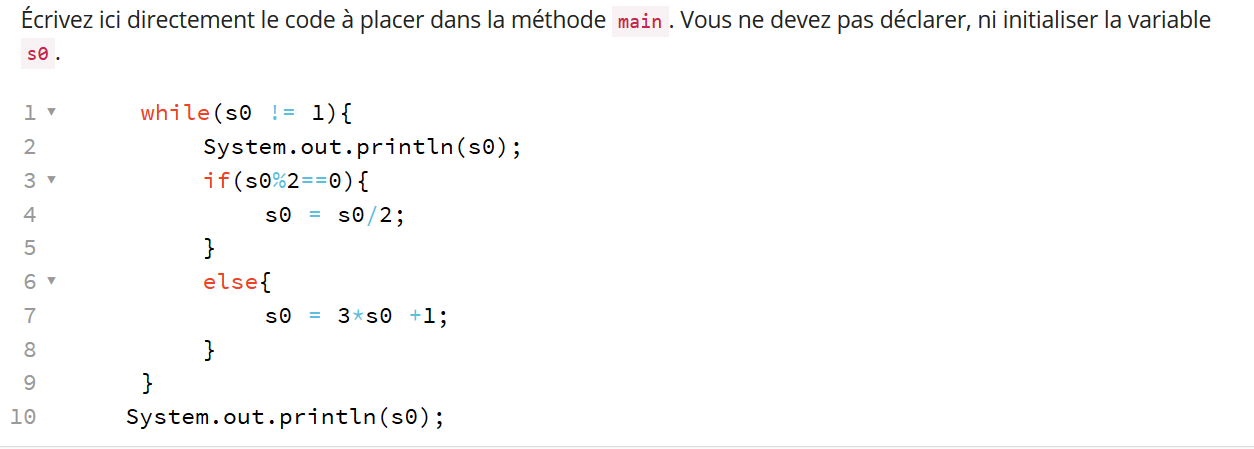 Écrivez ici directement le code à placer dans la méthode main. Vous ne devez pas déclarer, ni initialiser la variable
s0.
1 while(s0 != 1){
2 System.out.println(s0);
3 if(s0%2==0){
4 s0 = s0/2;
5 }
6 else{
7 s0 = 3*s0 +1;
8 }
9 }
10 System.out.println(s0);